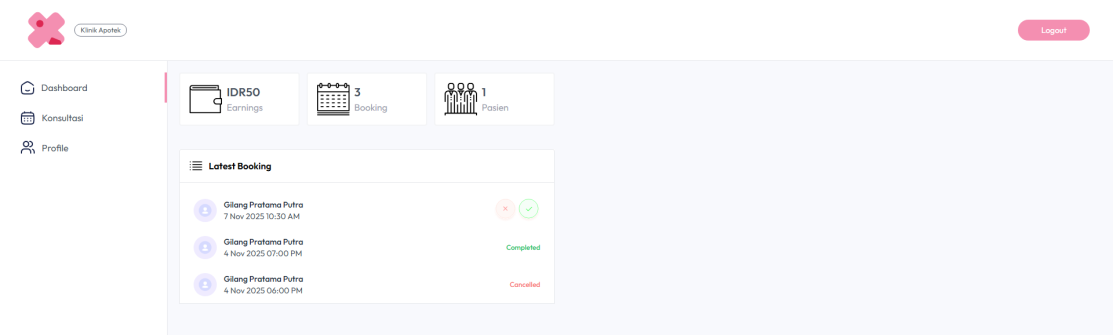 Klinik Apotek
Logout
Dashboard
Konsultasi
Profile
IDR50
Earnings
3
Booking
1
Pasien
Latest Booking
Gilang Pratama Putra
7 Nov 2025 10:30 AM
Gilang Pratama Putra
4 Nov 2025 07:00 PM
Completed
Gilang Pratama Putra
4 Nov 2025 06:00 PM
Cancelled